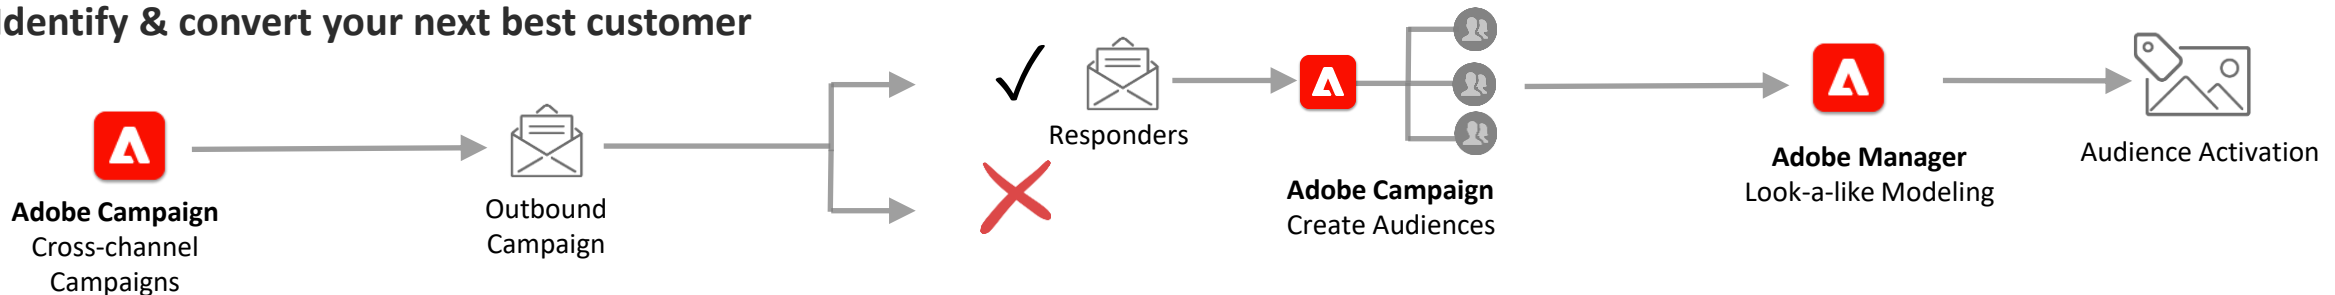 Identify & convert your next best customer
Adobe Campaign
Cross-channel
Campaigns
Outbound
Campaign
Responders
Adobe Campaign
Create Audiences
Adobe Manager
Look-a-like Modeling
Audience Activation